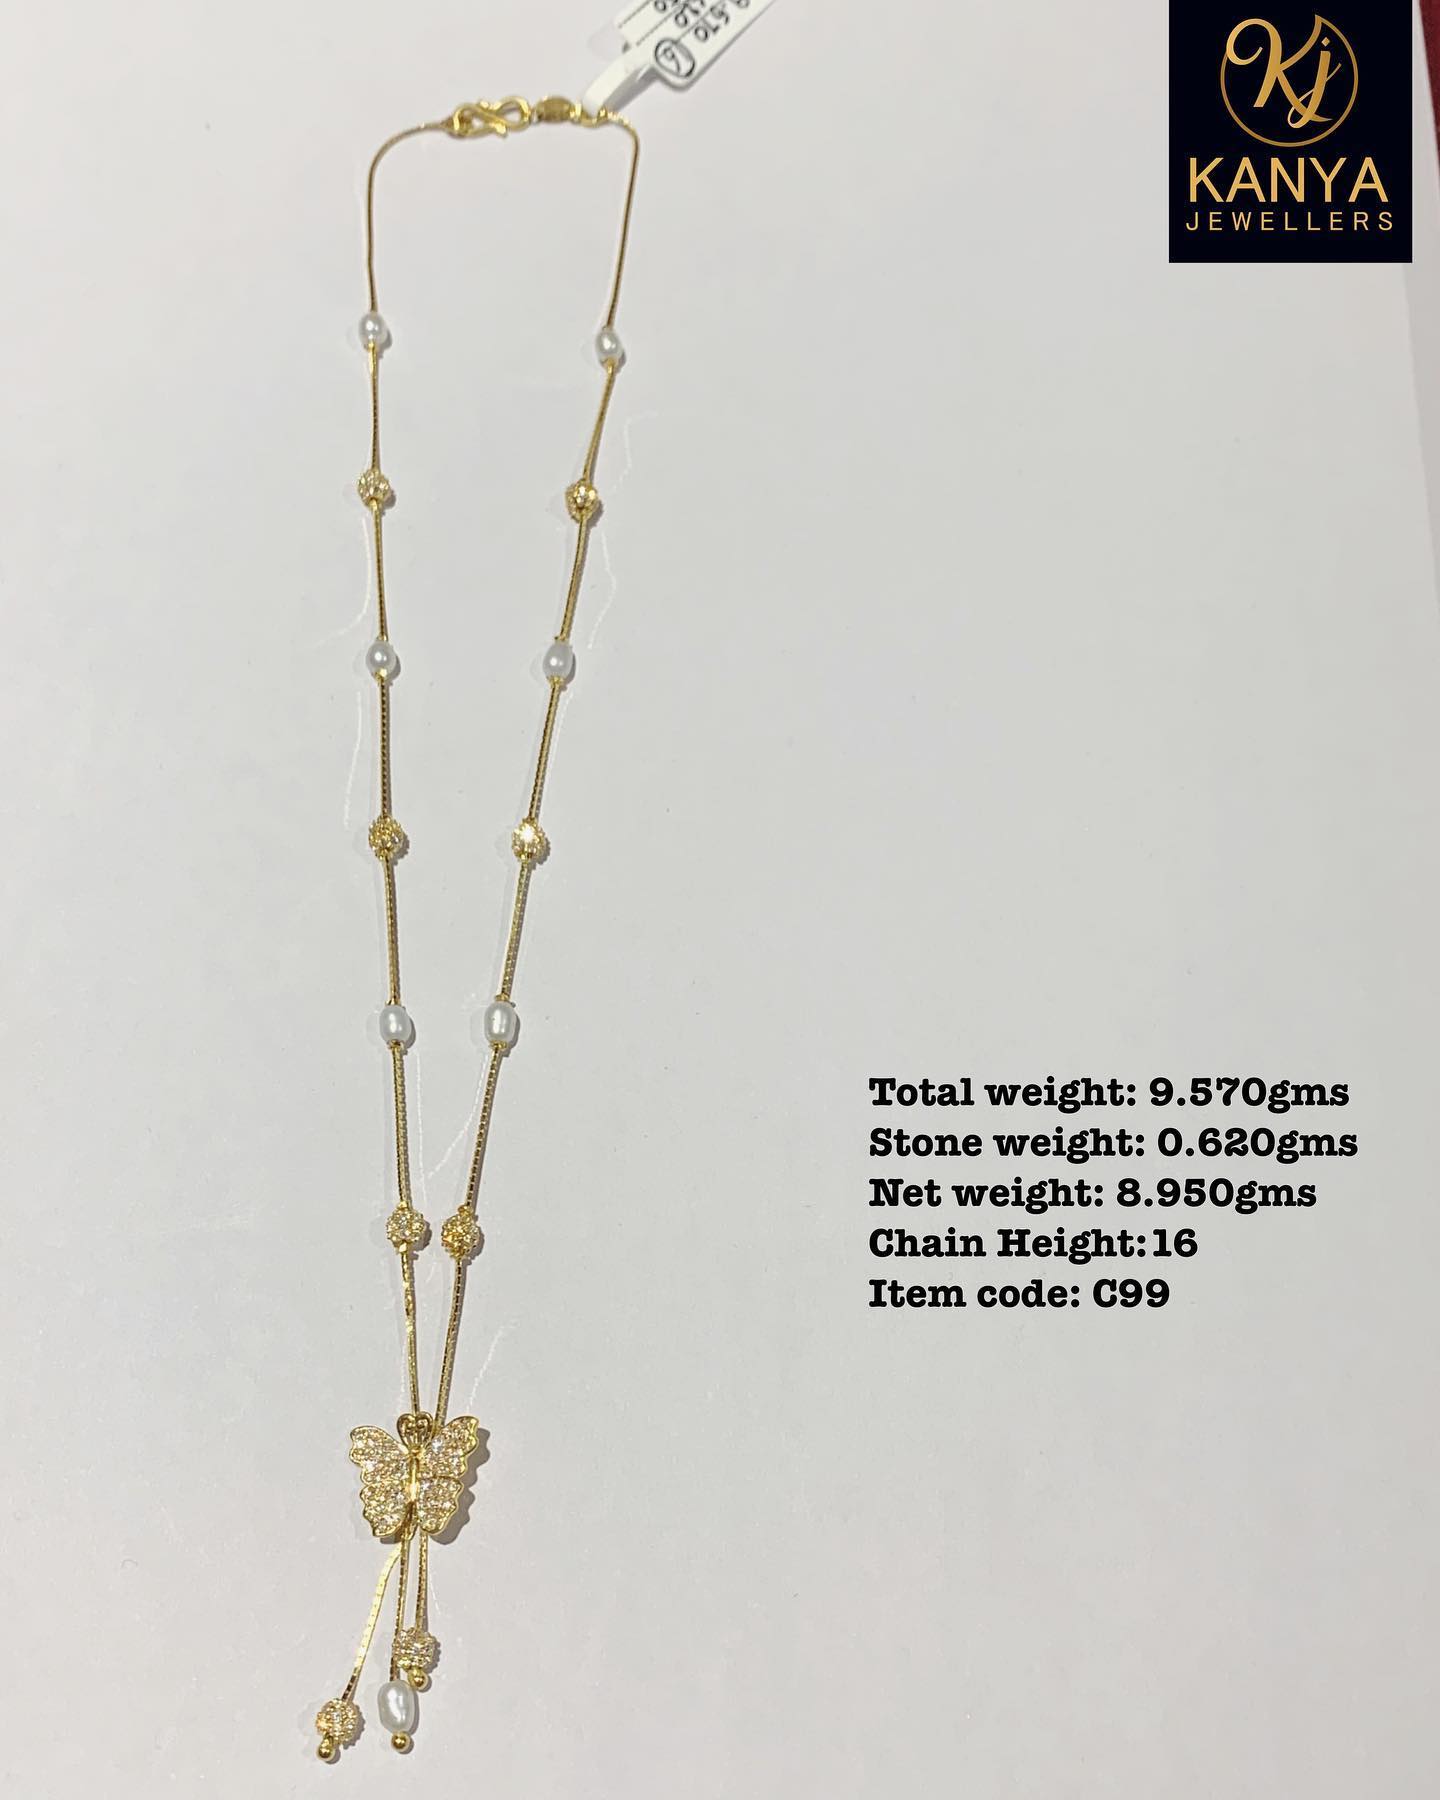 Kj
KANYA
JEWELLERS
Total weight: 9.570gms
Stone weight: 0.620gms
Net weight: 8.950gms
Chain Height:16
Item code: C99